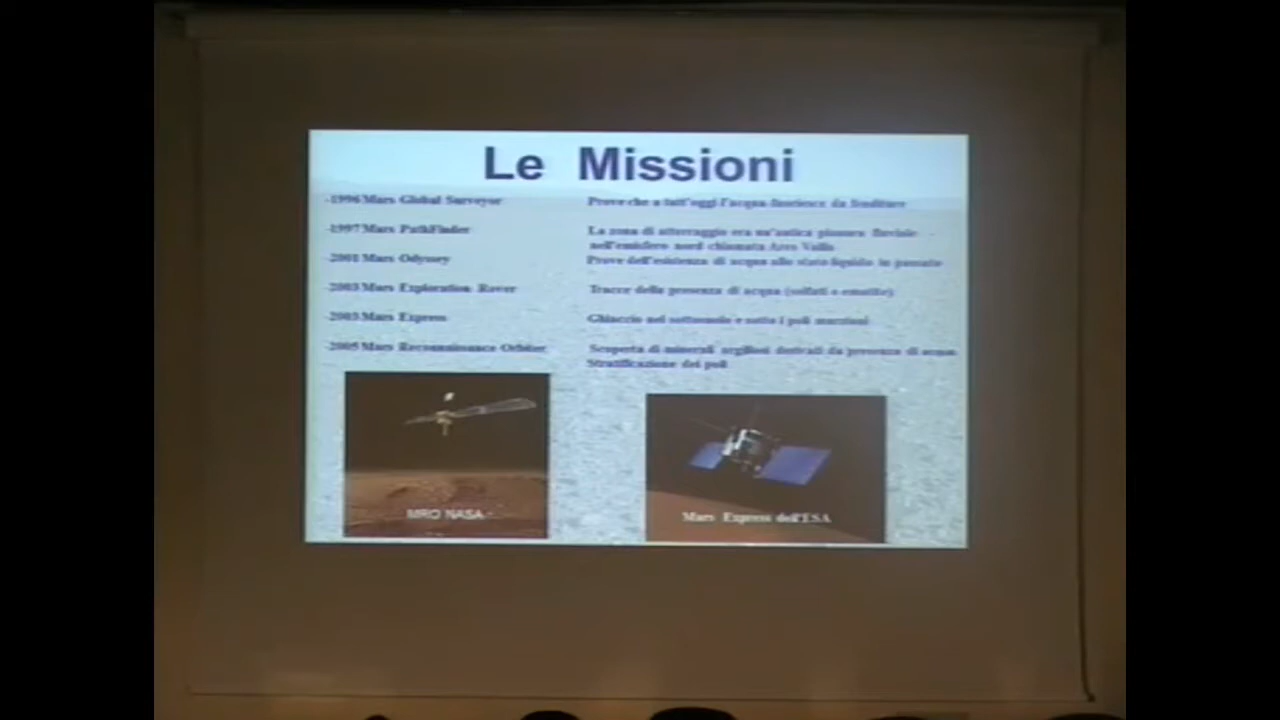 Le Missioni
-1996 Mars Global Surveyor
Prove che a tutt'oggi l'acqua fuoriesce da fenditure
-1997 Mars PathFinder
La zona di atterraggio era un'antica pianura fluviale
nell'emisfero nord chiamata Ares Vallis
-2001 Mars Odyssey
Prove dell'esistenza di acqua allo stato liquido in passato
-2003 Mars Exploration Rover
Tracce della presenza di acqua (solfati o ematite)
-2003 Mars Express
Ghiaccio nel sottosuolo e sotto i poli marziani
-2005 Mars Reconnaissance Orbiter
Scoperta di minerali argillosi derivati da presenza di acqua
Stratificazione dei poli
MRO NASA
Mars Express dell'ESA